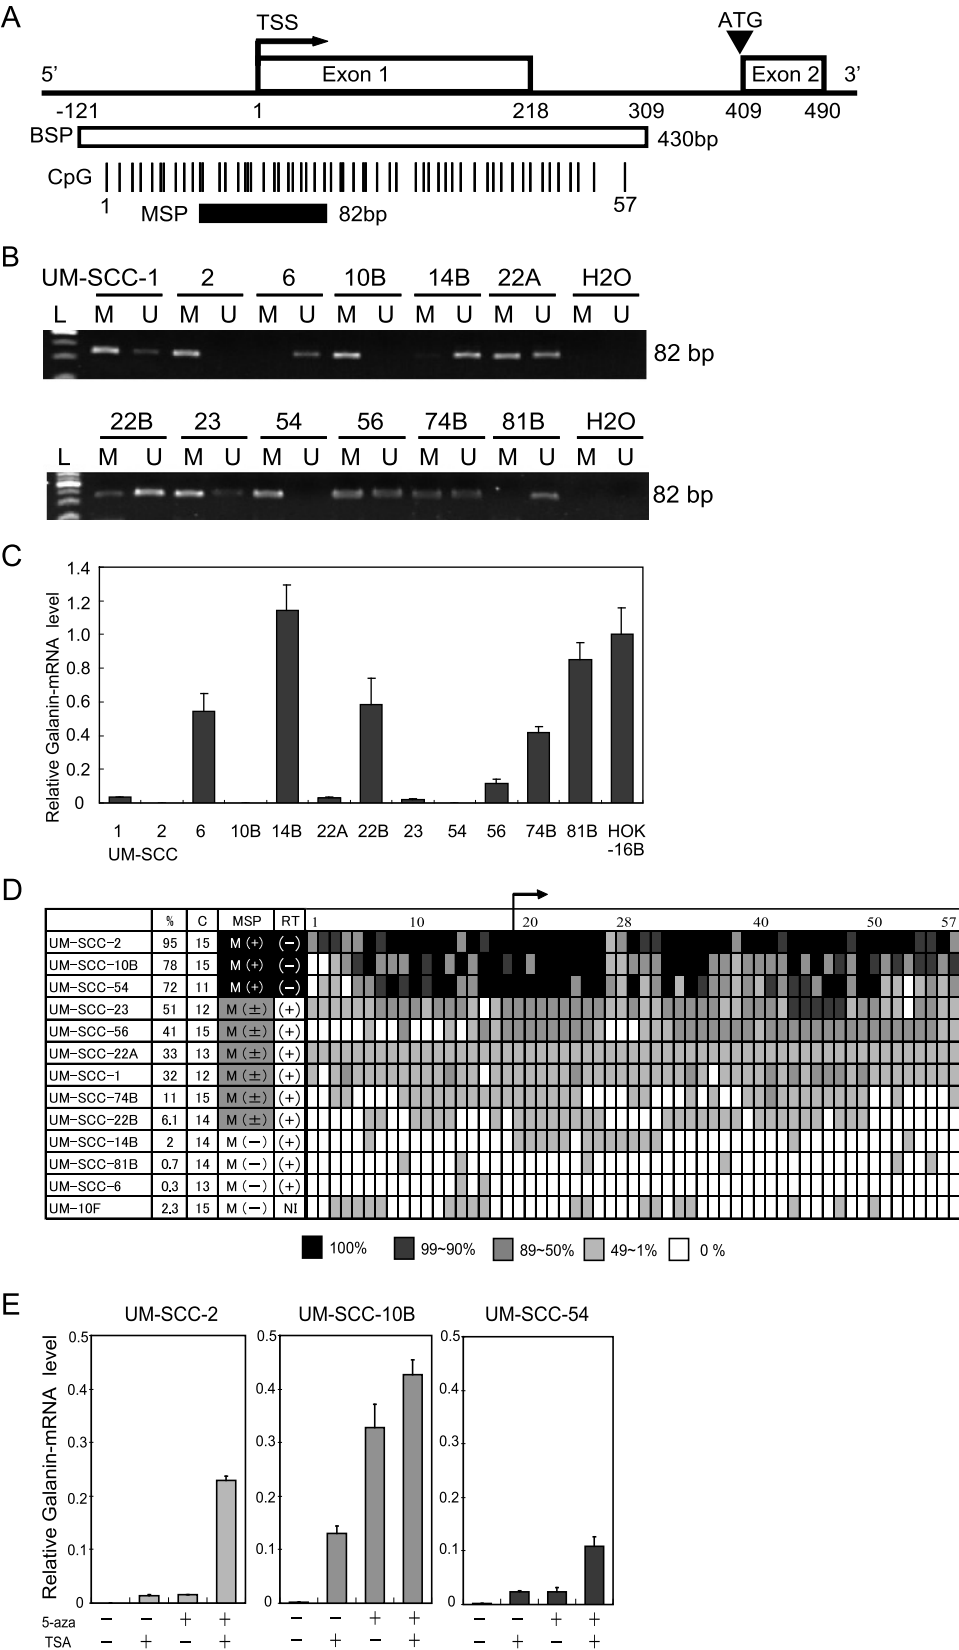 A
TSS
ATG
5’
Exon 1
Exon 2
3’
-121
1
218
309
409
490
BSP
430bp
CpG
1
57
MSP
82bp
B
UM-SCC-1 2 6 10B 14B 22A H2O
L M U M U M U M U M U M U M U
82 bp
22B 23 54 56 74B 81B H2O
L M U M U M U M U M U M U M U
82 bp
C
Relative Galanin-mRNA level
1.4
1.2
1.0
0.8
0.6
0.4
0.2
0
1 2 6 10B 14B 22A 22B 23 54 56 74B 81B HOK
UM-SCC -16B
D
% C MSP RT 1 10 20 28 40 50 57
UM-SCC-2 95 15 M (+) (−)
UM-SCC-10B 78 15 M (+) (−)
UM-SCC-54 72 11 M (+) (−)
UM-SCC-23 51 12 M (±) (+)
UM-SCC-56 41 15 M (±) (+)
UM-SCC-22A 33 13 M (±) (+)
UM-SCC-1 32 12 M (±) (+)
UM-SCC-74B 11 15 M (±) (+)
UM-SCC-22B 6.1 14 M (±) (+)
UM-SCC-14B 2 14 M (−) (+)
UM-SCC-81B 0.7 14 M (−) (+)
UM-SCC-6 0.3 13 M (−) (+)
UM-10F 2.3 15 M (−) NI
100% 99~90% 89~50% 49~1% 0 %
E
UM-SCC-2 UM-SCC-10B UM-SCC-54
Relative Galanin-mRNA level
0.5 0.5 0.5
0.4 0.4 0.4
0.3 0.3 0.3
0.2 0.2 0.2
0.1 0.1 0.1
0 0 0
5-aza − − + + − − + + − − + +
TSA − + − + − + − + − + − +